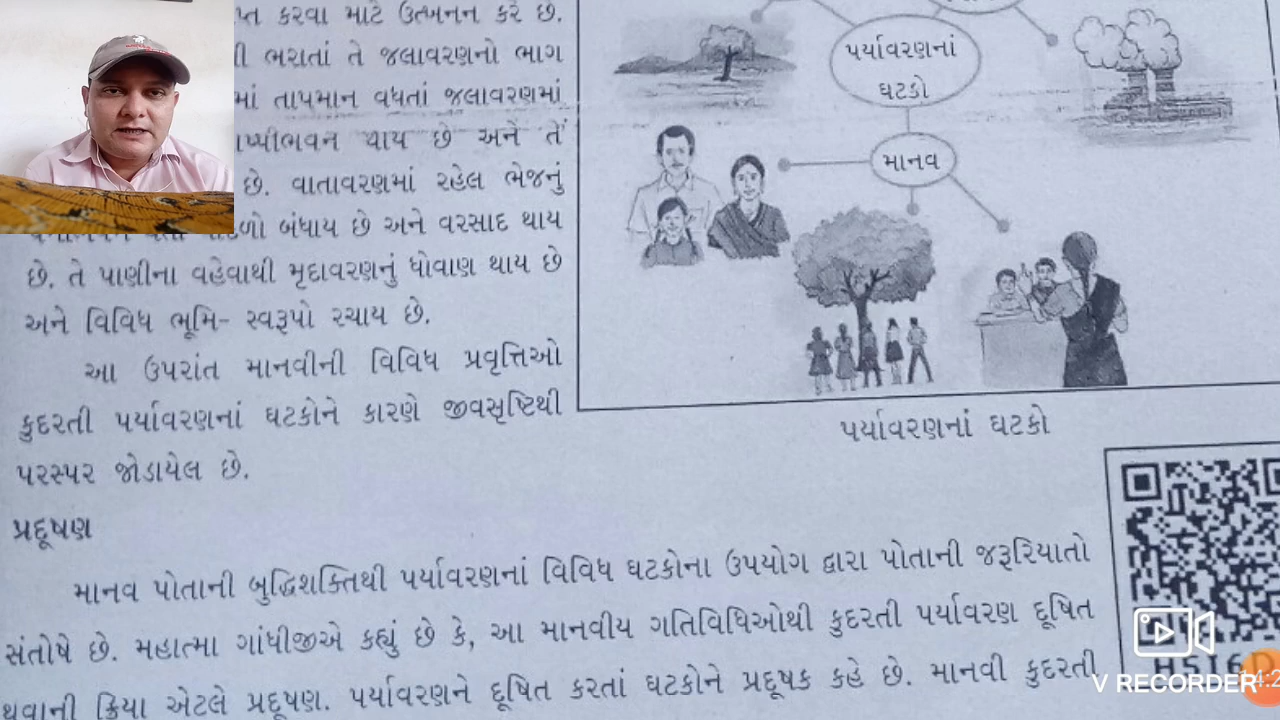 કરવા માટે ઉત્ખનન કરે છે.
ભરાતાં તે જલાવરણનો ભાગ
માં તાપમાન વધતાં જલાવરણમાં
થાય છે અને તે
છે. વાતાવરણમાં રહેલ ભેજનું
બંધાય છે અને વરસાદ થાય
છે. તે પાણીના વહેવાથી મૃદાવરણનું ધોવાણ થાય છે
અને વિવિધ ભૂમિ- સ્વરૂપો રચાય છે.
આ ઉપરાંત માનવીની વિવિધ પ્રવૃત્તિઓ
કુદરતી પર્યાવરણનાં ઘટકોને કારણે જીવસૃષ્ટિથી
પરસ્પર જોડાયેલ છે.
પર્યાવરણનાં
ઘટકો
માનવ
પર્યાવરણનાં ઘટકો
પ્રદૂષણ
માનવ પોતાની બુદ્ધિશક્તિથી પર્યાવરણનાં વિવિધ ઘટકોના ઉપયોગ દ્વારા પોતાની જરૂરિયાતો
સંતોષે છે. મહાત્મા ગાંધીજીએ કહ્યું છે કે, આ માનવીય ગતિવિધિઓથી કુદરતી પર્યાવરણ દૂષિત
થવાની ક્રિયા એટલે પ્રદૂષણ. પર્યાવરણને દૂષિત કરતાં ઘટકોને પ્રદૂષક કહે છે. માનવી કુદરતી
V RECORDER